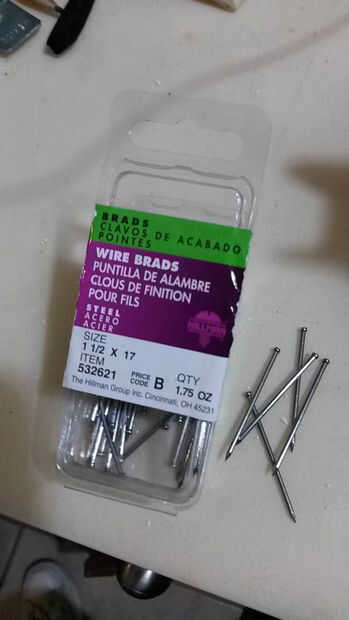 BRADS
CLAVOS DE ACABADO
POINTES
WIRE BRADS
PUNTILLA DE ALAMBRE
CLOUS DE FINITION
POUR FILS
STEEL
ACERO
ACIER
HILLMAN
SIZE
1 1/2 X 17
ITEM
532621
PRICE
CODE B
QTY
1.75 OZ
The Hillman Group Inc. Cincinnati, OH 45231